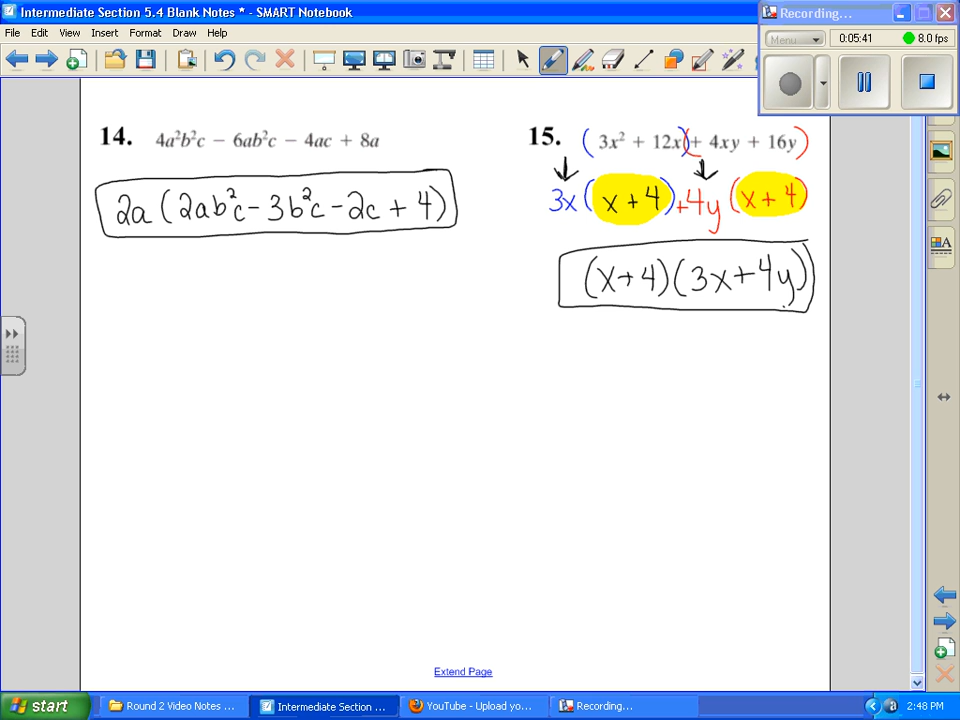 Intermediate Section 5.4 Blank Notes * - SMART Notebook
Recording...
File Edit View Insert Format Draw Help
Menu
0:05:41
8.0 fps
14. 4a²b²c − 6ab²c − 4ac + 8a
2a (2ab²c - 3b²c - 2c + 4)
15. ( 3x² + 12x)(+ 4xy + 16y )
3x ( x + 4 ) + 4y ( x + 4 )
(x+4)(3x+4y)
Extend Page
start
Round 2 Video Notes ...
Intermediate Section ...
YouTube - Upload yo...
Recording...
2:48 PM